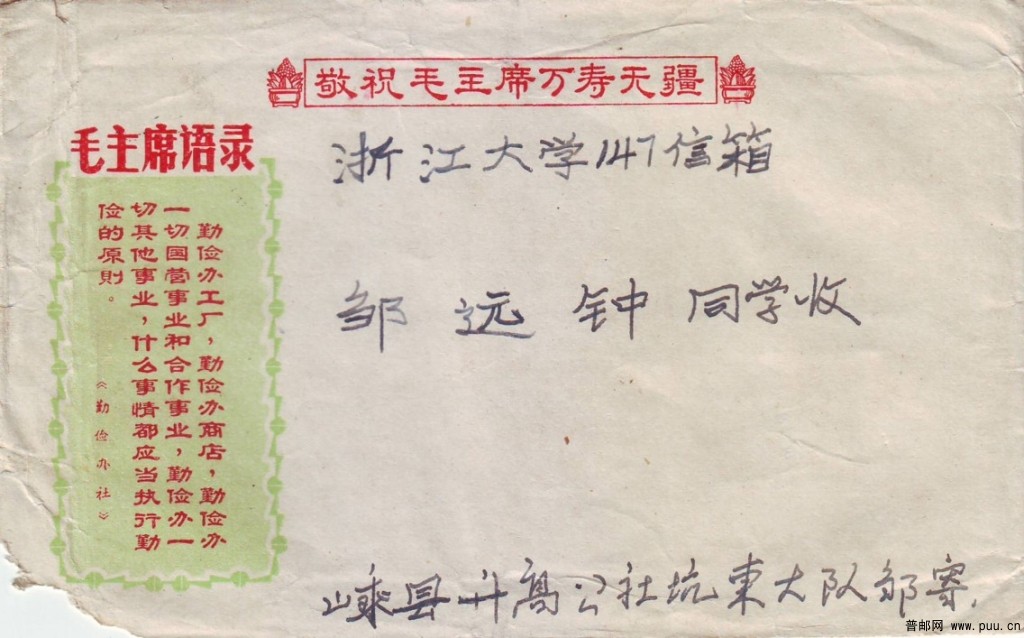 敬祝毛主席万寿无疆
毛主席语录
勤俭办工厂，勤俭办商店，勤俭办
一切国营事业和合作事业，勤俭办一
切其他事业，什么事情都应当执行勤
俭的原则。
《勤俭办社》
浙江大学147信箱
邹远钟同学收
嵊县升高公社坑東大队邹寄.
普邮网 www.puu.cn